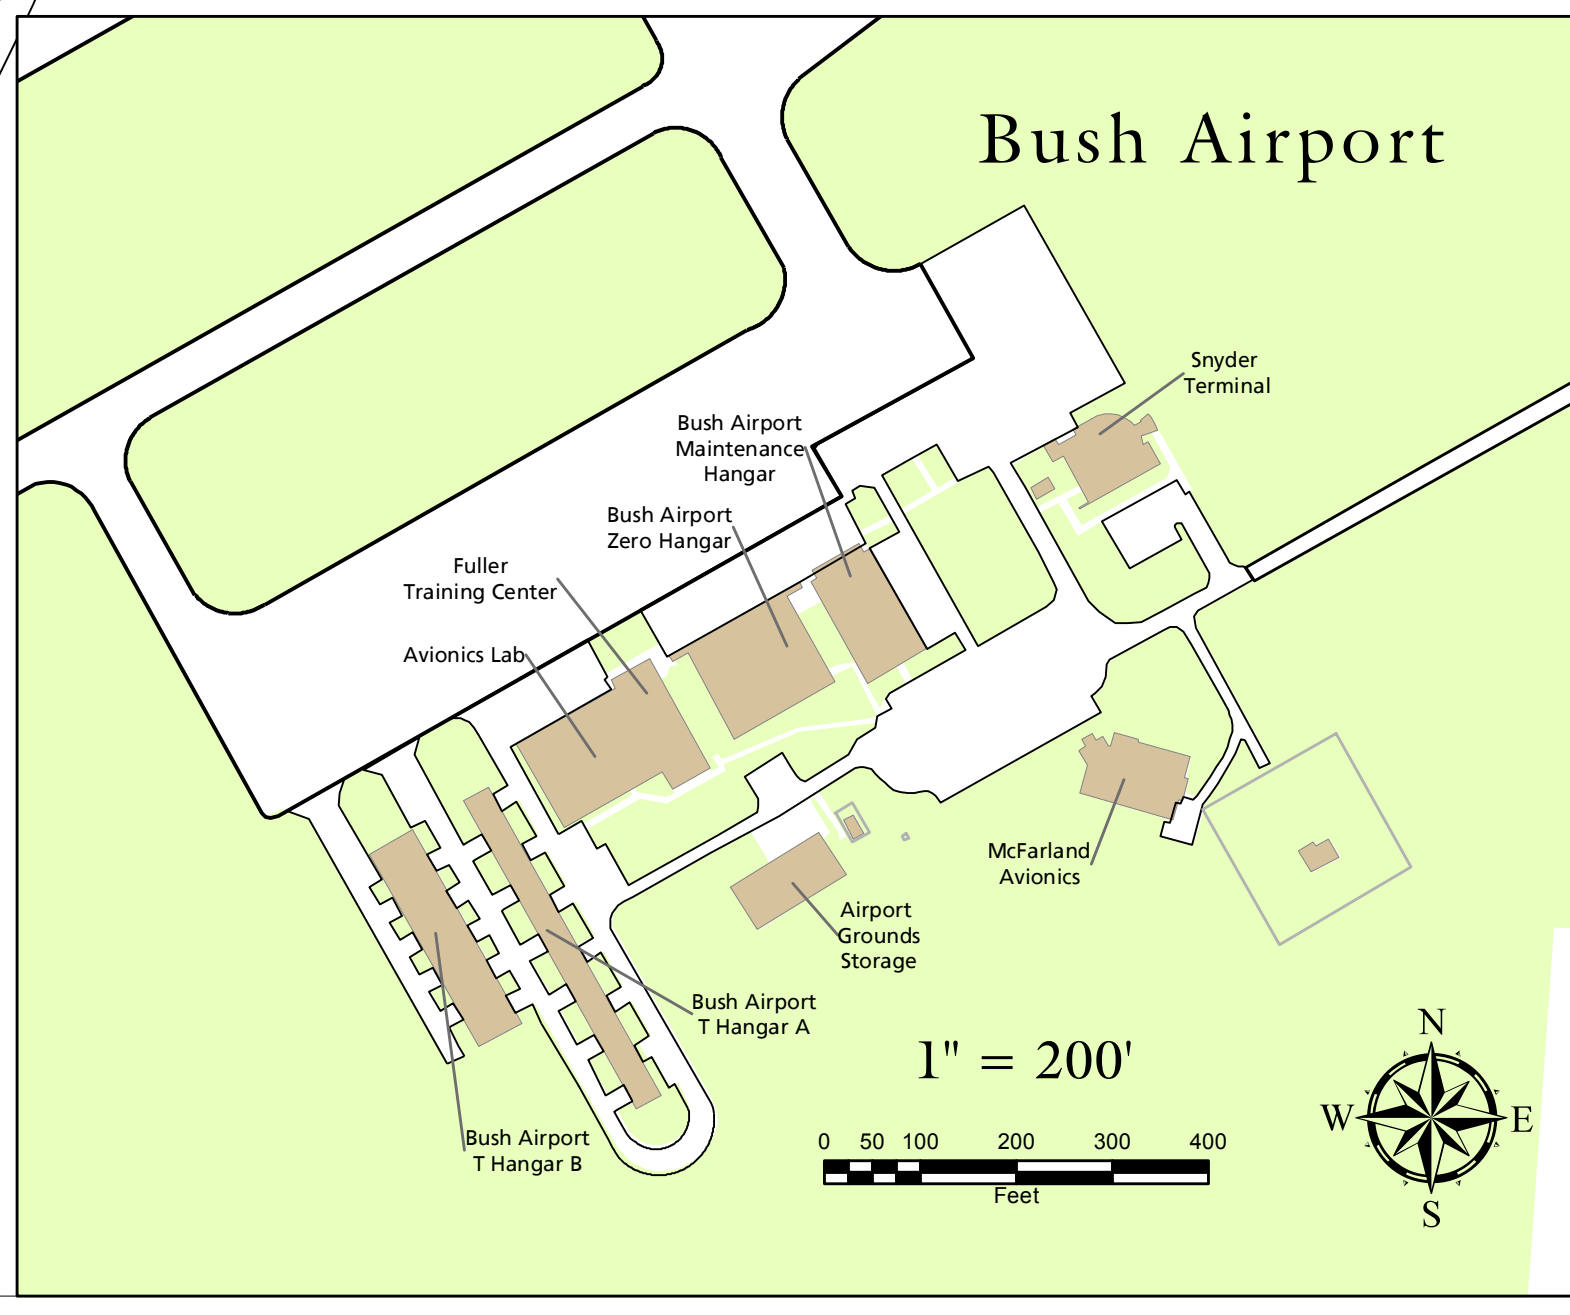 Bush Airport
Snyder
Terminal
Bush Airport
Maintenance
Hangar
Bush Airport
Zero Hangar
Fuller
Training Center
Avionics Lab
McFarland
Avionics
Airport
Grounds
Storage
Bush Airport
T Hangar A
Bush Airport
T Hangar B
1" = 200'
0 50 100 200 300 400
Feet
N
W E
S